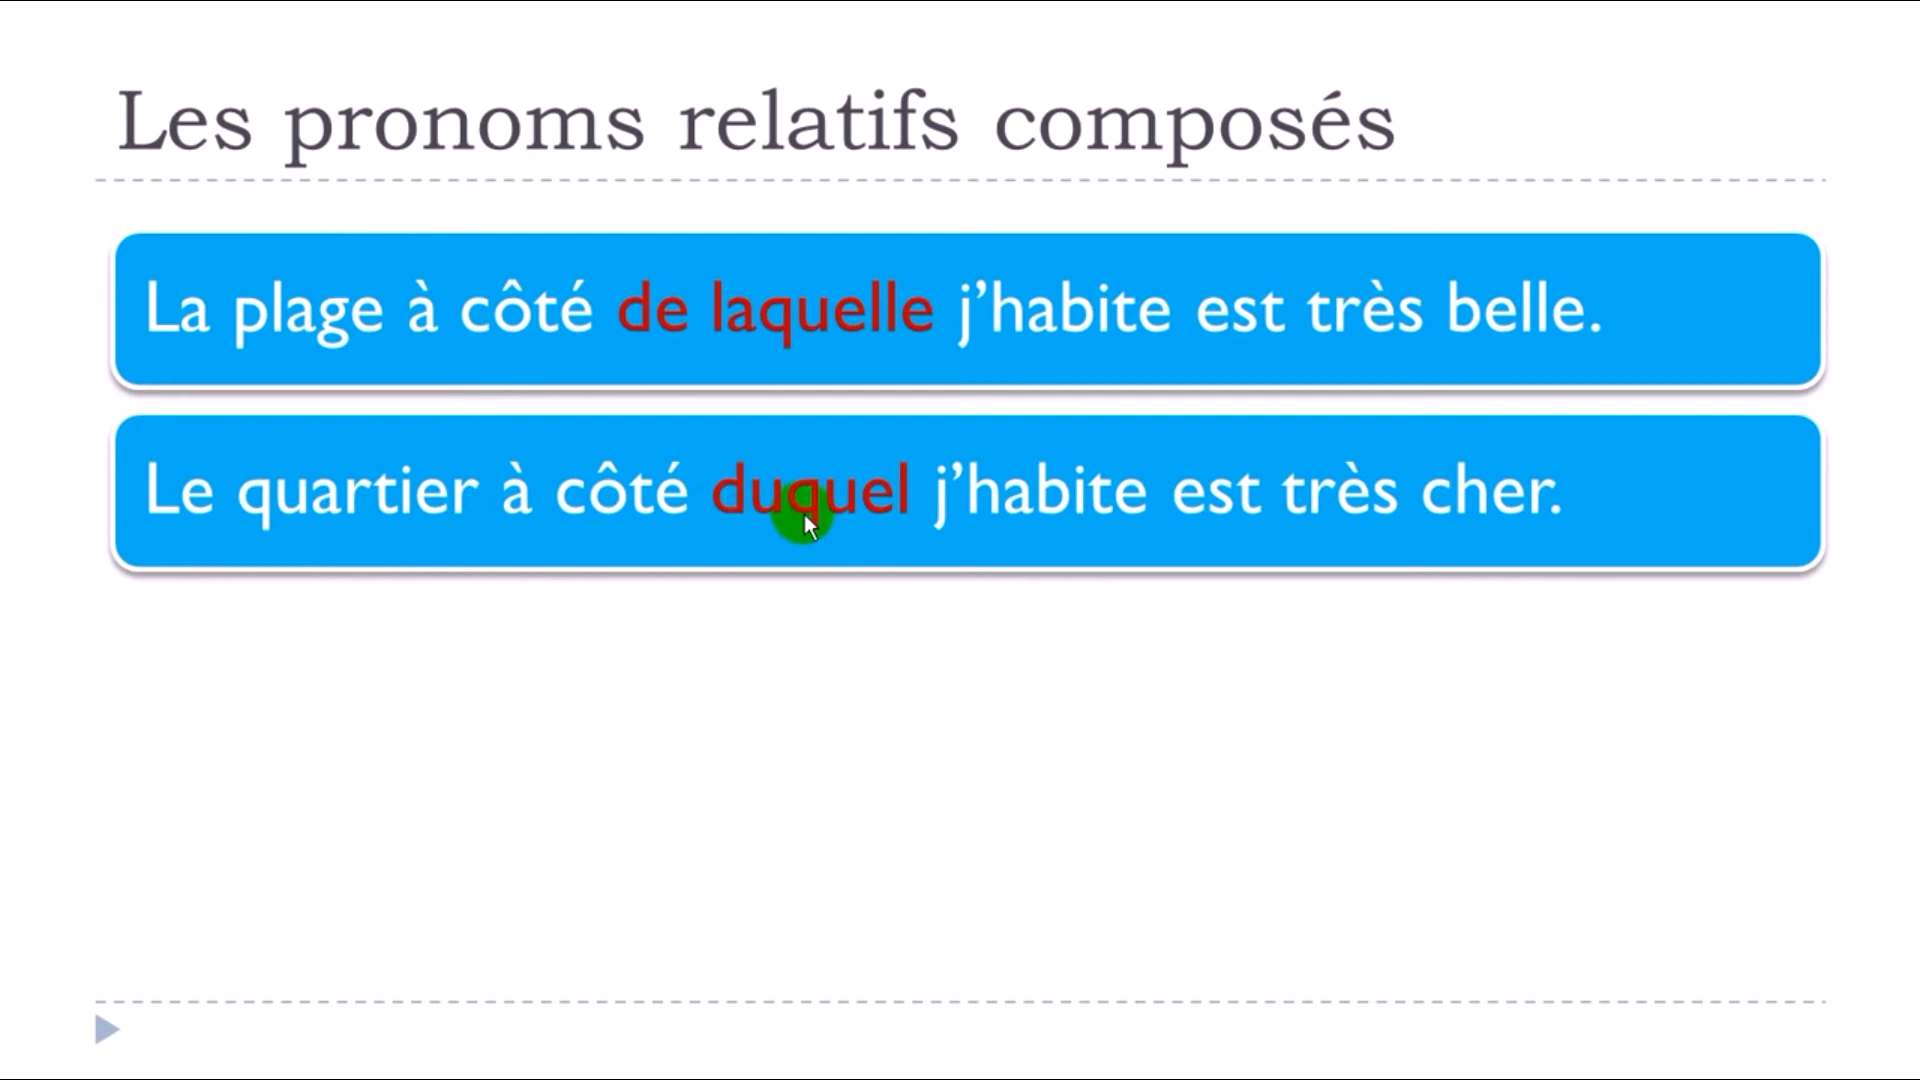 Les pronoms relatifs composés
La plage à côté de laquelle j’habite est très belle.
Le quartier à côté duquel j’habite est très cher.